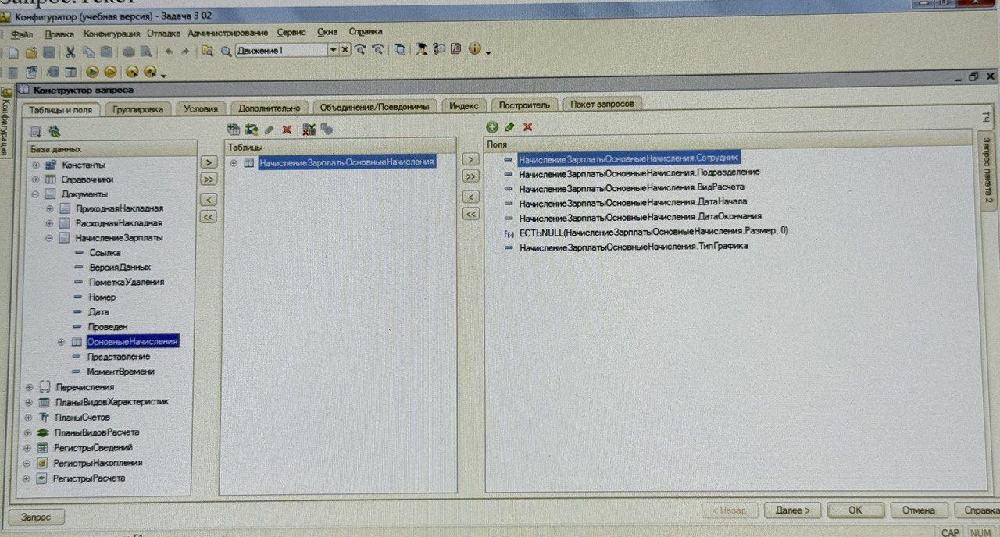 Запрос.Текст
Конфигуратор (учебная версия) - Задача 3 02
Файл Правка Конфигурация Отладка Администрирование Сервис Окна Справка
Движение1
Конструктор запроса
Таблицы и поля Группировка Условия Дополнительно Объединения/Псевдонимы Индекс Построитель Пакет запросов
Конфигурация
База данных
Константы
Справочники
Документы
ПриходнаяНакладная
РасходнаяНакладная
НачислениеЗарплаты
Ссылка
ВерсияДанных
ПометкаУдаления
Номер
Дата
Проведен
ОсновныеНачисления
Представление
МоментВремени
Перечисления
ПланыВидовХарактеристик
ПланыСчетов
ПланыВидовРасчета
РегистрыСведений
РегистрыНакопления
РегистрыРасчета
>
>>
<
<<
Таблицы
НачислениеЗарплатыОсновныеНачисления
>
>>
<
<<
Поля
НачислениеЗарплатыОсновныеНачисления.Сотрудник
НачислениеЗарплатыОсновныеНачисления.Подразделение
НачислениеЗарплатыОсновныеНачисления.ВидРасчета
НачислениеЗарплатыОсновныеНачисления.ДатаНачала
НачислениеЗарплатыОсновныеНачисления.ДатаОкончания
ЕСТЬNULL(НачислениеЗарплатыОсновныеНачисления.Размер, 0)
НачислениеЗарплатыОсновныеНачисления.ТипГрафика
ТЧ
Запрос пакета 2
Запрос < Назад Далее > ОК Отмена Справка
CAP NUM